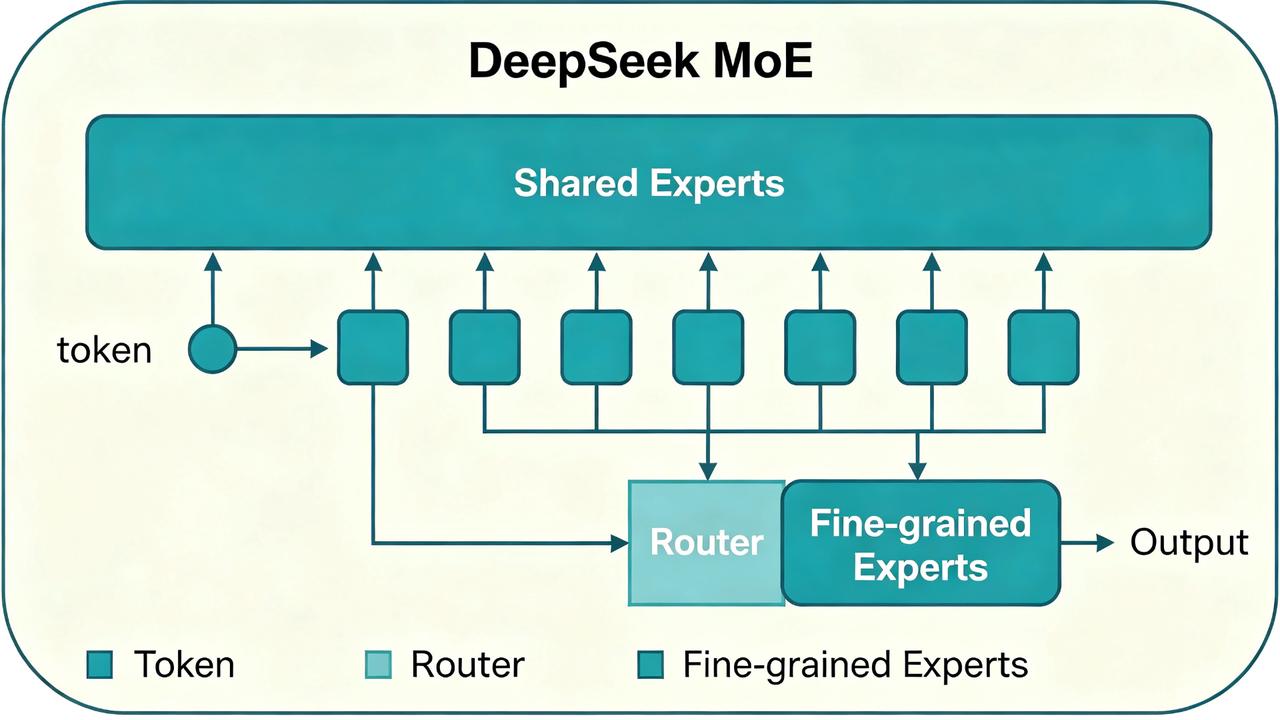 DeepSeek MoE
Shared Experts
token
Router
Fine-grained
Experts
Output
Token
Router
Fine-grained Experts